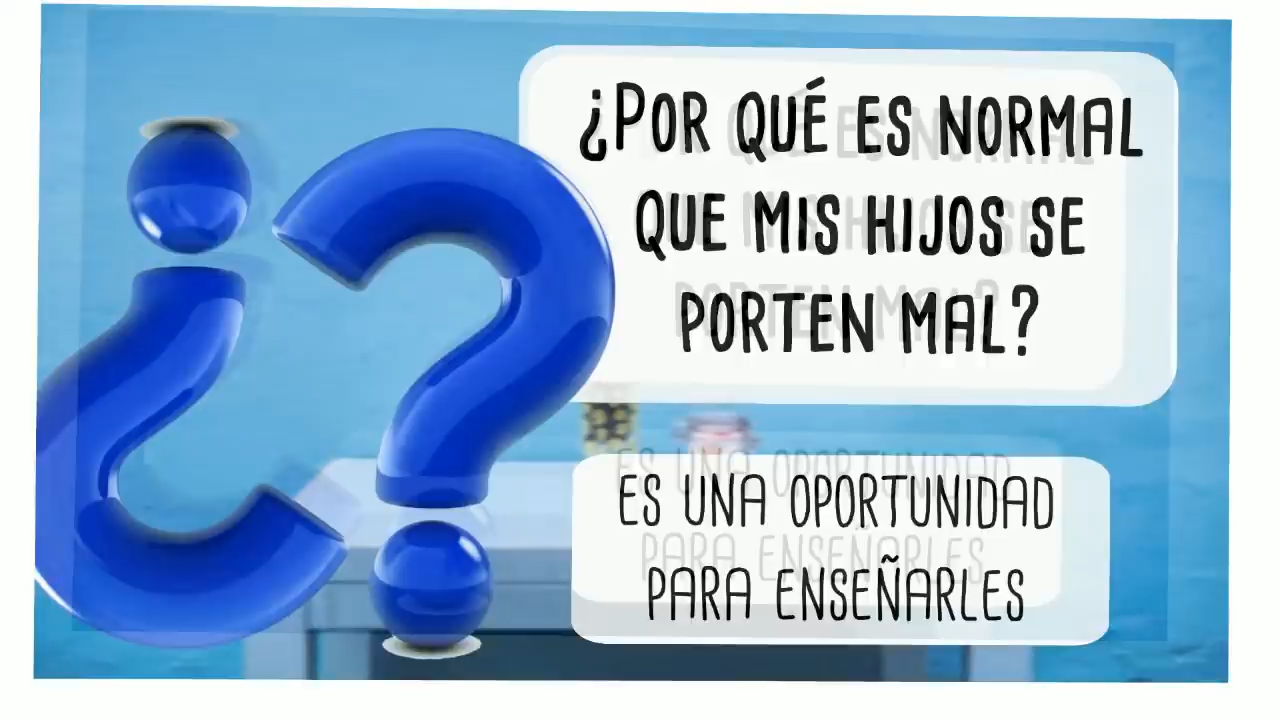 ¿POR QUÉ ES NORMAL
QUE MIS HIJOS SE
PORTEN MAL?
ES UNA OPORTUNIDAD
PARA ENSEÑARLES